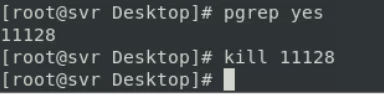 [root@svr Desktop]# pgrep yes
11128
[root@svr Desktop]# kill 11128
[root@svr Desktop]#